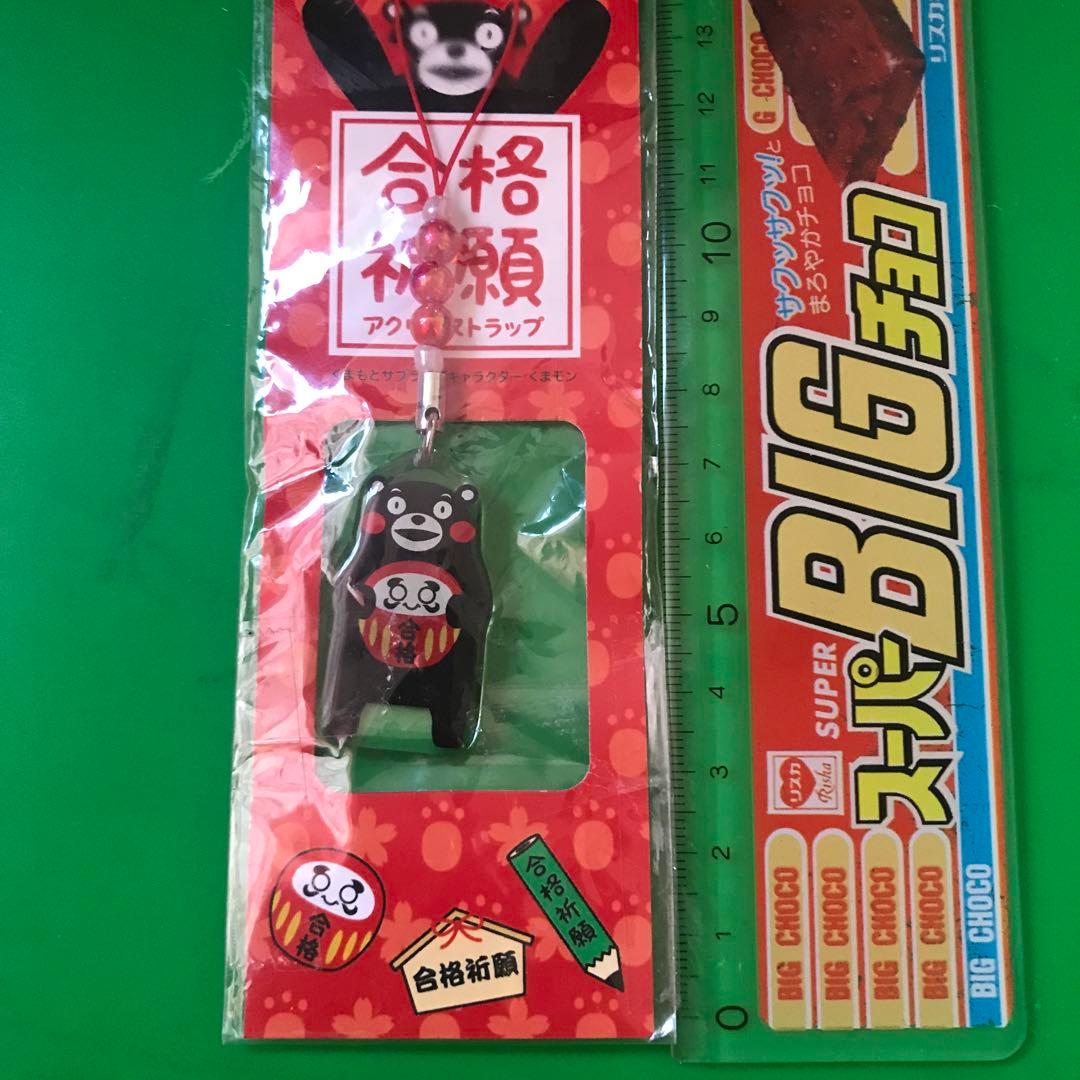 合格
祈願
アクリルストラップ
くまもとサプライズキャラクター くまモン
合格
合格
合格祈願
合格祈願
0
1
2
3
4
5
6
7
8
9
10
11
12
13
リスカ
G CHOCO
サクッサクッ!と
まろやかチョコ
SUPER
スーパーBIGチョコ
リスカ
Risha
BIG CHOCO
BIG CHOCO
BIG CHOCO
BIG CHOCO
BIG CHOCO